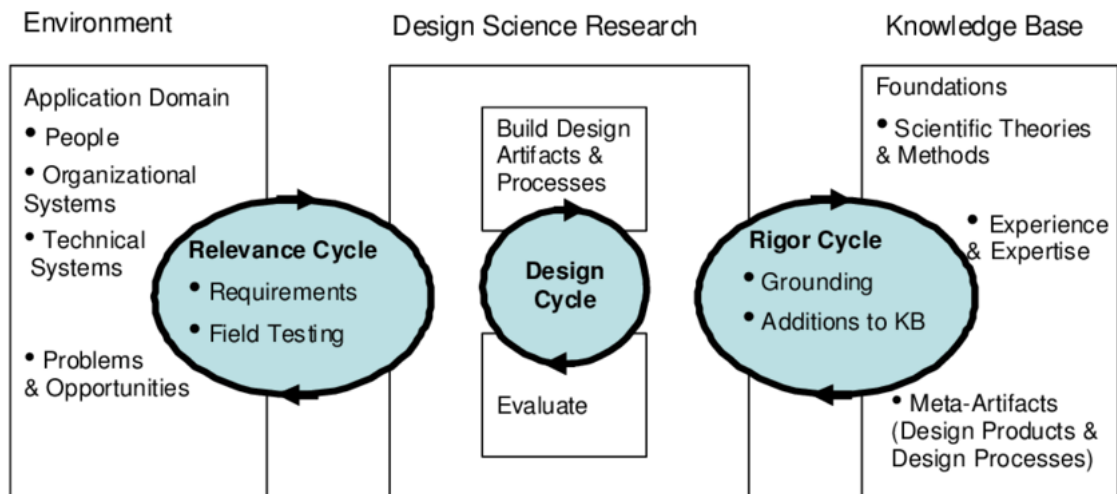 Environment
Design Science Research
Knowledge Base
Application Domain
• People
• Organizational
Systems
• Technical
Systems
• Problems
& Opportunities
Relevance Cycle
• Requirements
• Field Testing
Build Design
Artifacts &
Processes
Design
Cycle
Evaluate
Rigor Cycle
• Grounding
• Additions to KB
Foundations
• Scientific Theories
& Methods
• Experience
& Expertise
• Meta-Artifacts
(Design Products &
Design Processes)